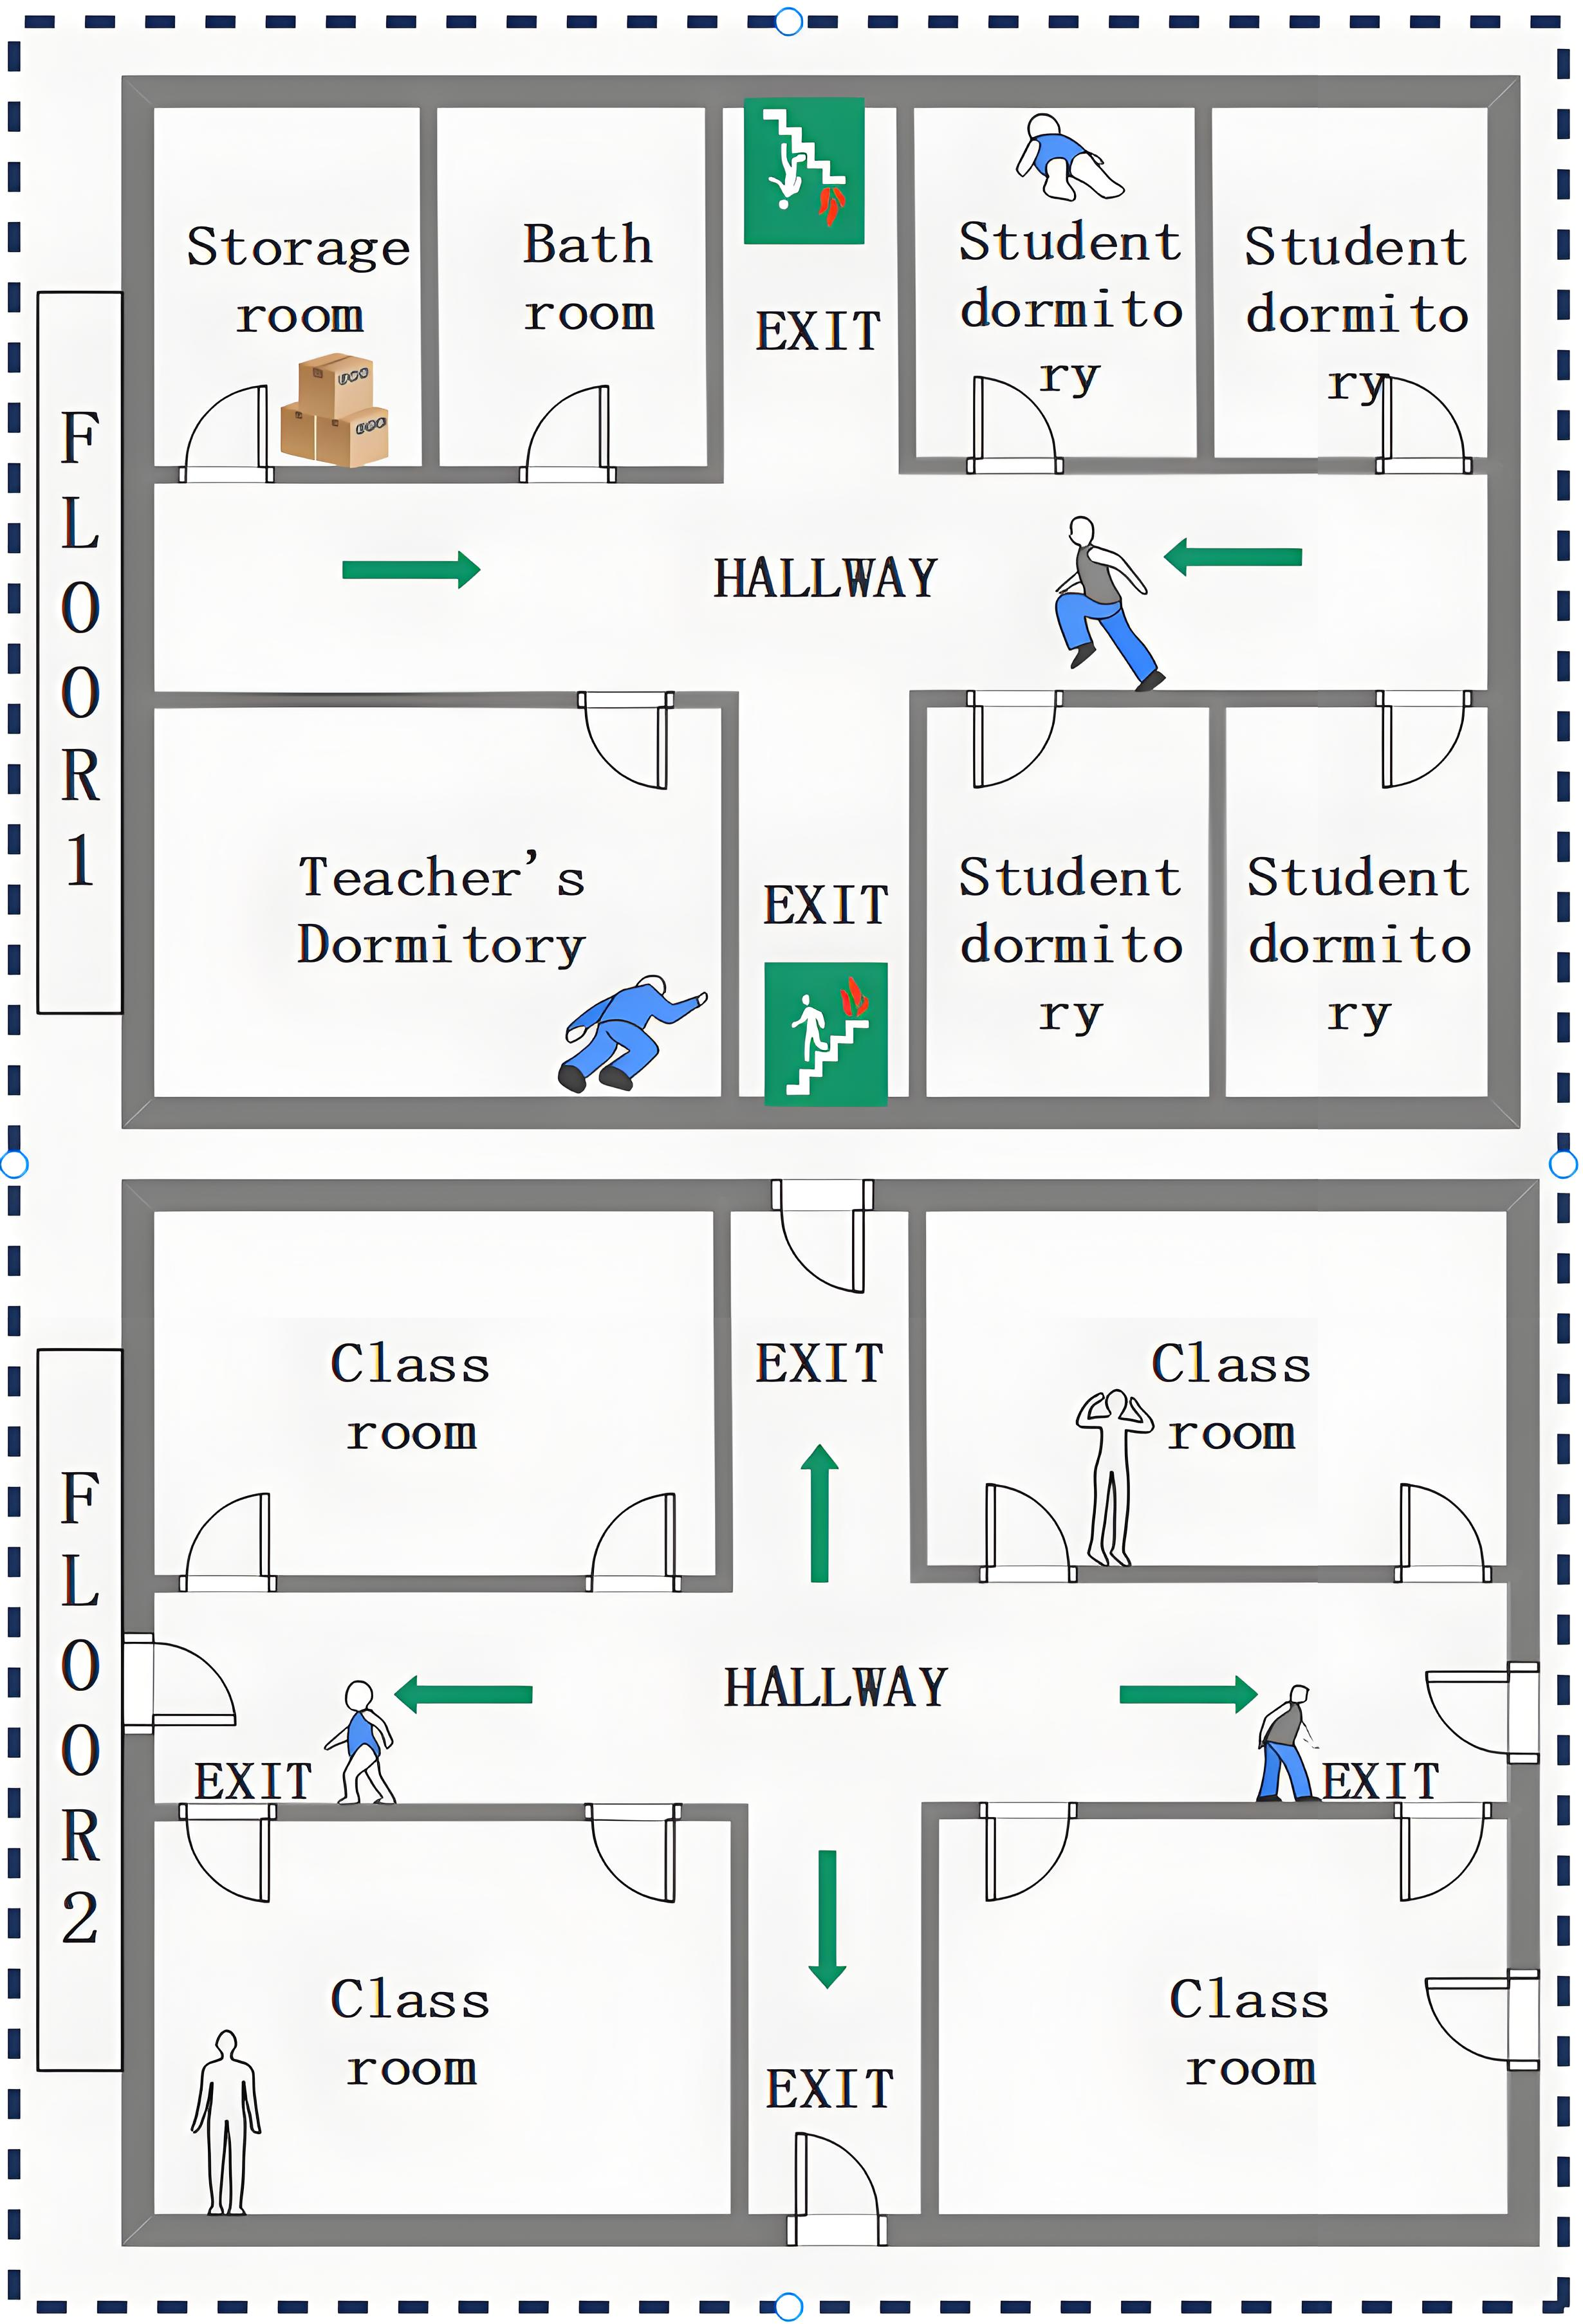 FLOOR1
Storage
room
Bath
room
EXIT
Student
dormito
ry
Student
dormito
ry
HALLWAY
Teacher's
Dormitory
EXIT
Student
dormito
ry
Student
dormito
ry
FLOOR2
Class
room
EXIT
Class
room
HALLWAY
EXIT
EXIT
Class
room
EXIT
Class
room